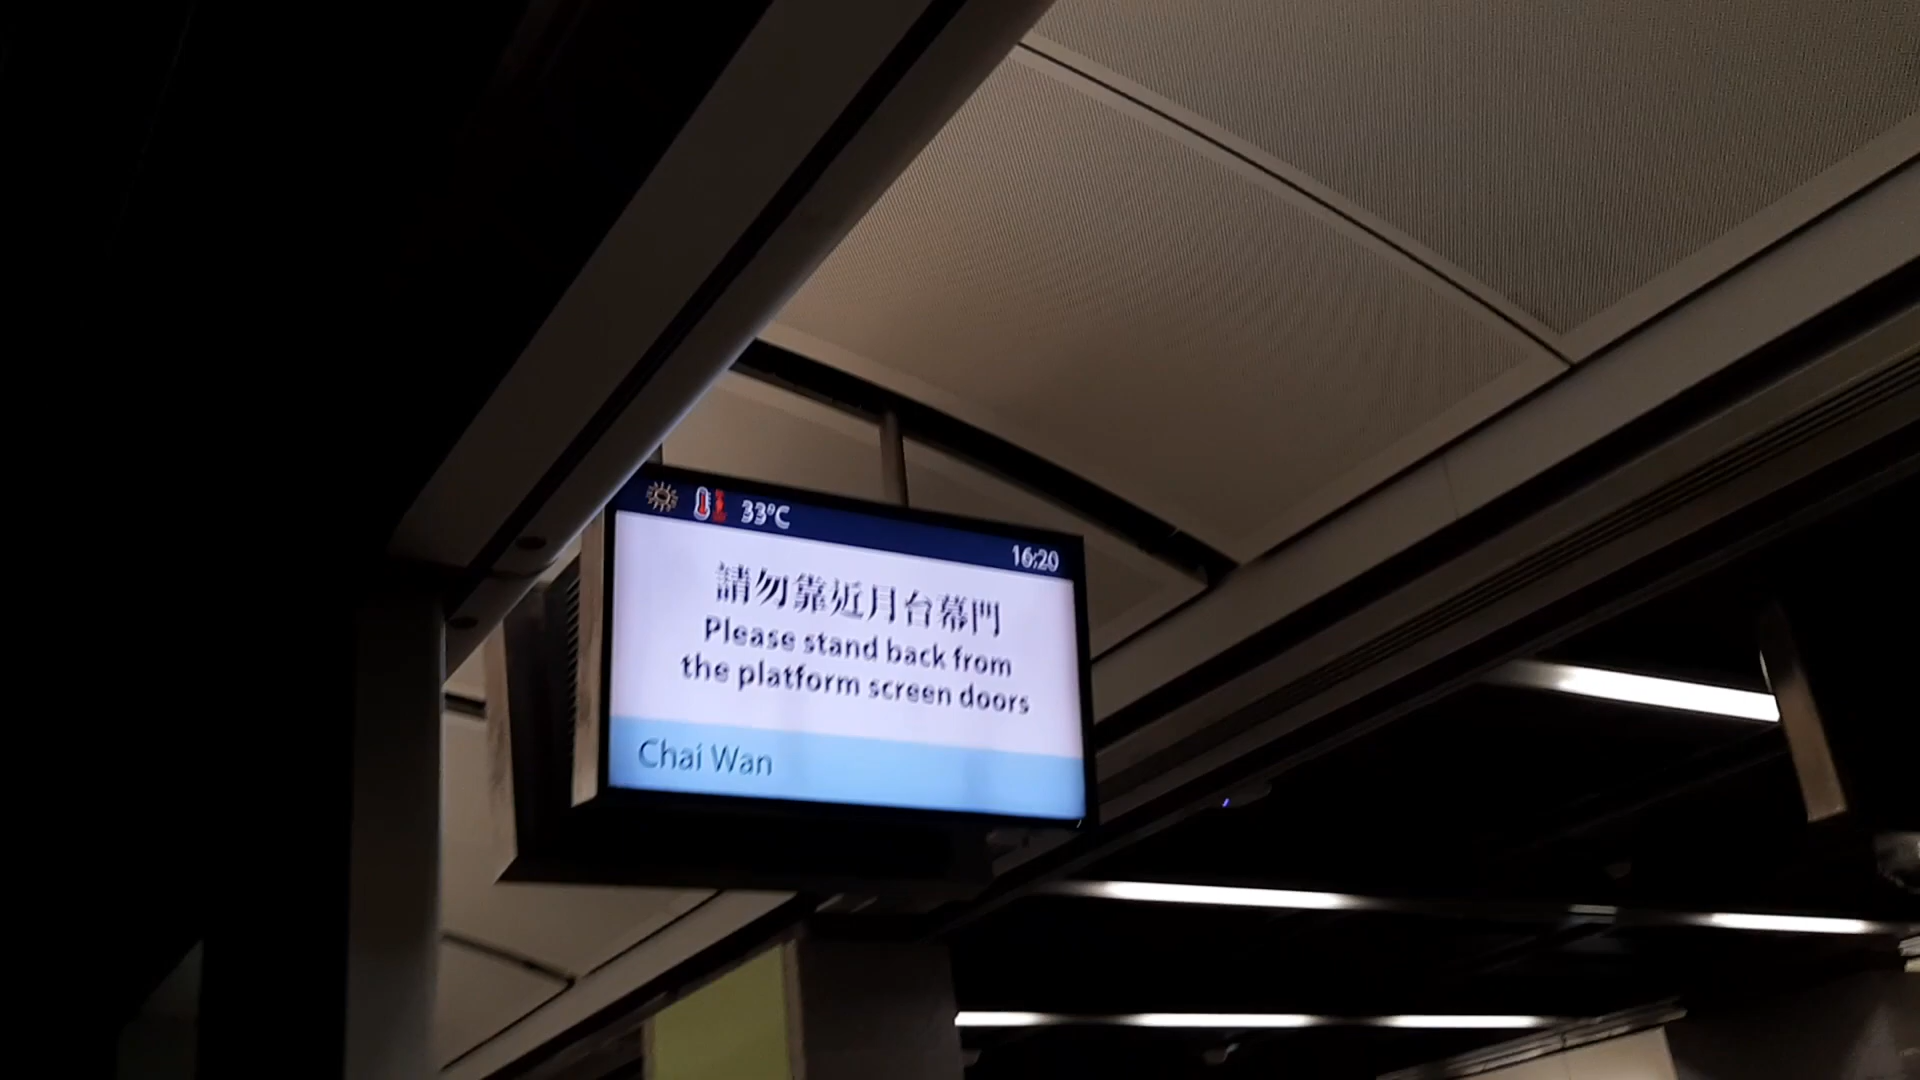 33°C
16:20
請勿靠近月台幕門
Please stand back from
the platform screen doors
Chai Wan